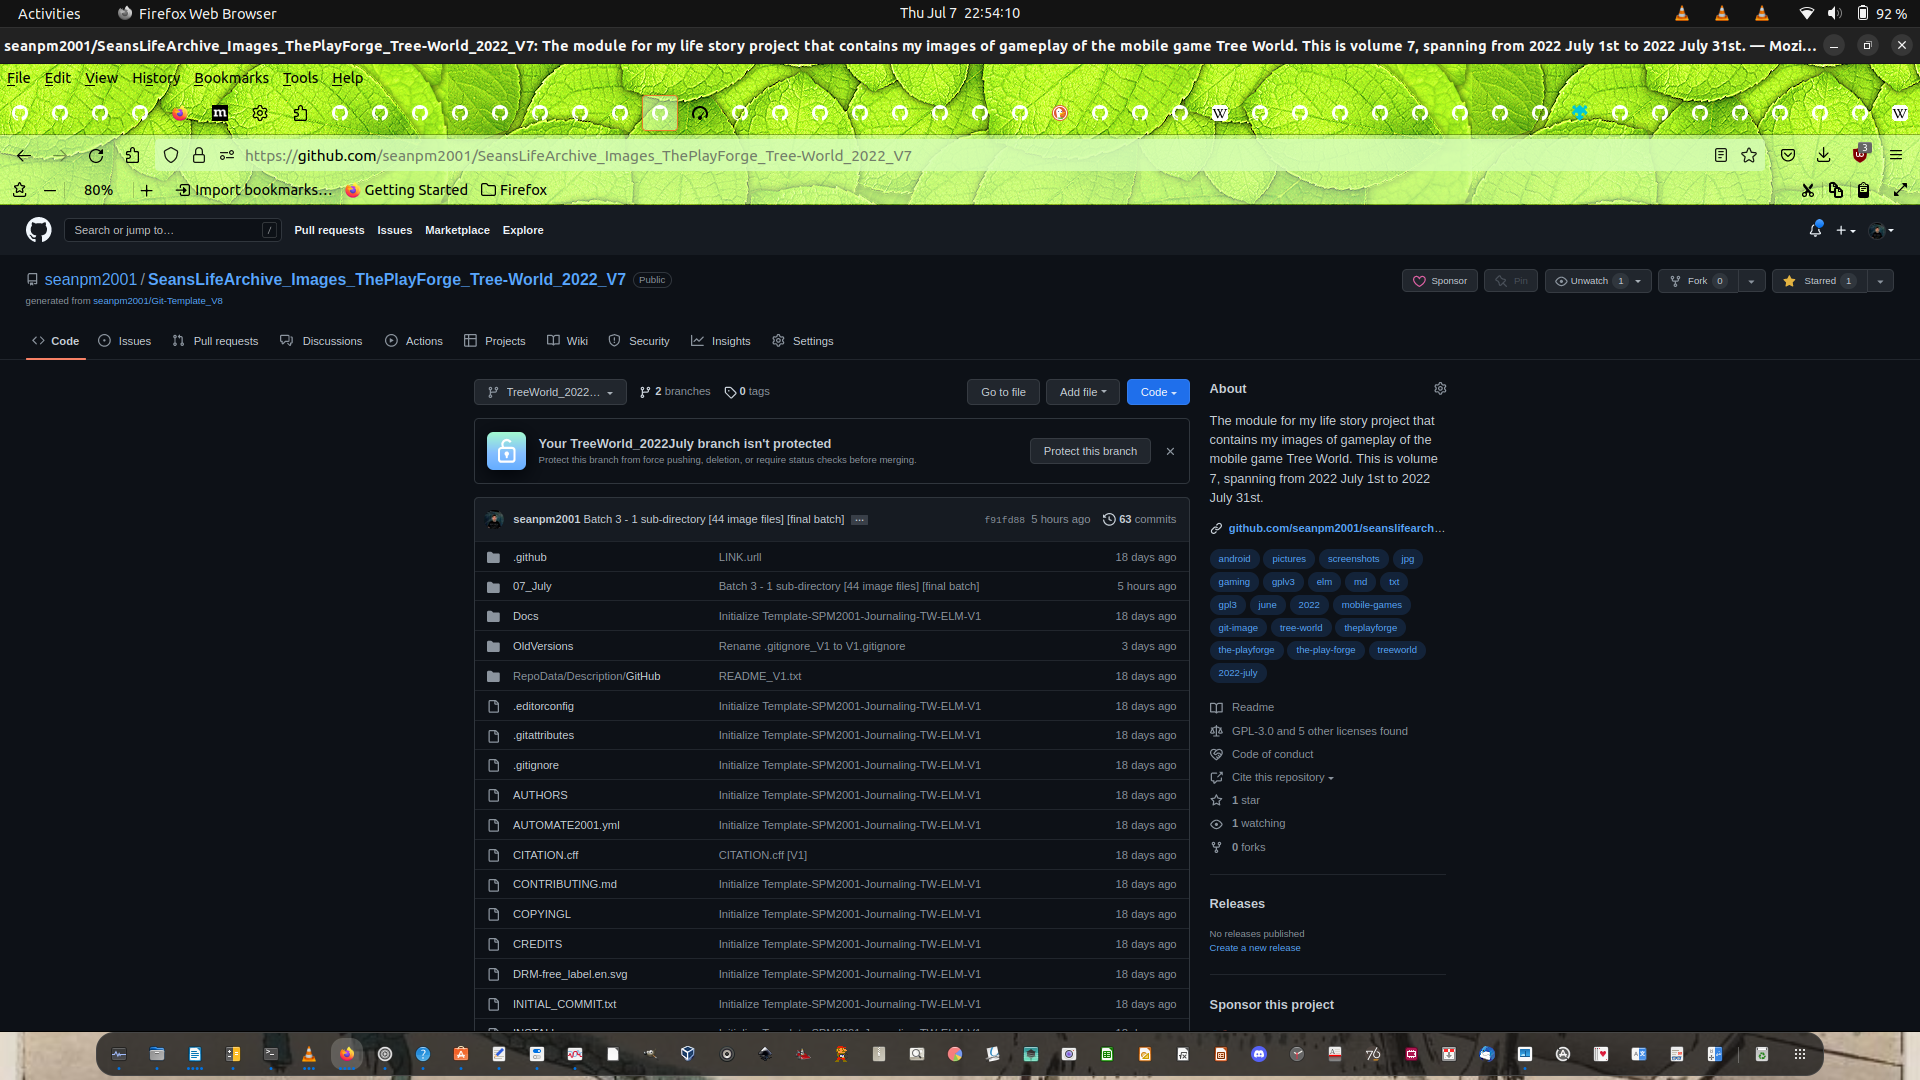 Activities
Firefox Web Browser
Thu Jul 7 22:54:10
92 %
seanpm2001/SeansLifeArchive_Images_ThePlayForge_Tree-World_2022_V7: The module for my life story project that contains my images of gameplay of the mobile game Tree World. This is volume 7, spanning from 2022 July 1st to 2022 July 31st. — Mozi…
File Edit View History Bookmarks Tools Help
https://github.com/seanpm2001/SeansLifeArchive_Images_ThePlayForge_Tree-World_2022_V7
3
80%
Import bookmarks…
Getting Started
Firefox
Search or jump to…
/
Pull requests
Issues
Marketplace
Explore
seanpm2001 / SeansLifeArchive_Images_ThePlayForge_Tree-World_2022_V7
Public
Sponsor
Pin
Unwatch 1
Fork 0
Starred 1
generated from seanpm2001/Git-Template_V8
Code
Issues
Pull requests
Discussions
Actions
Projects
Wiki
Security
Insights
Settings
TreeWorld_2022…
2 branches
0 tags
Go to file
Add file
Code
Your TreeWorld_2022July branch isn't protected
Protect this branch from force pushing, deletion, or require status checks before merging.
Protect this branch
seanpm2001 Batch 3 - 1 sub-directory [44 image files] [final batch] …
f91fd88 5 hours ago
63 commits
.github LINK.urll 18 days ago
07_July Batch 3 - 1 sub-directory [44 image files] [final batch] 5 hours ago
Docs Initialize Template-SPM2001-Journaling-TW-ELM-V1 18 days ago
OldVersions Rename .gitignore_V1 to V1.gitignore 3 days ago
RepoData/Description/GitHub README_V1.txt 18 days ago
.editorconfig Initialize Template-SPM2001-Journaling-TW-ELM-V1 18 days ago
.gitattributes Initialize Template-SPM2001-Journaling-TW-ELM-V1 18 days ago
.gitignore Initialize Template-SPM2001-Journaling-TW-ELM-V1 18 days ago
AUTHORS Initialize Template-SPM2001-Journaling-TW-ELM-V1 18 days ago
AUTOMATE2001.yml Initialize Template-SPM2001-Journaling-TW-ELM-V1 18 days ago
CITATION.cff CITATION.cff [V1] 18 days ago
CONTRIBUTING.md Initialize Template-SPM2001-Journaling-TW-ELM-V1 18 days ago
COPYINGL Initialize Template-SPM2001-Journaling-TW-ELM-V1 18 days ago
CREDITS Initialize Template-SPM2001-Journaling-TW-ELM-V1 18 days ago
DRM-free_label.en.svg Initialize Template-SPM2001-Journaling-TW-ELM-V1 18 days ago
INITIAL_COMMIT.txt Initialize Template-SPM2001-Journaling-TW-ELM-V1 18 days ago
About
The module for my life story project that
contains my images of gameplay of the
mobile game Tree World. This is volume
7, spanning from 2022 July 1st to 2022
July 31st.
github.com/seanpm2001/seanslifearch…
android pictures screenshots jpg
gaming gplv3 elm md txt
gpl3 june 2022 mobile-games
git-image tree-world theplayforge
the-playforge the-play-forge treeworld
2022-july
Readme
GPL-3.0 and 5 other licenses found
Code of conduct
Cite this repository
1 star
1 watching
0 forks
Releases
No releases published
Create a new release
Sponsor this project